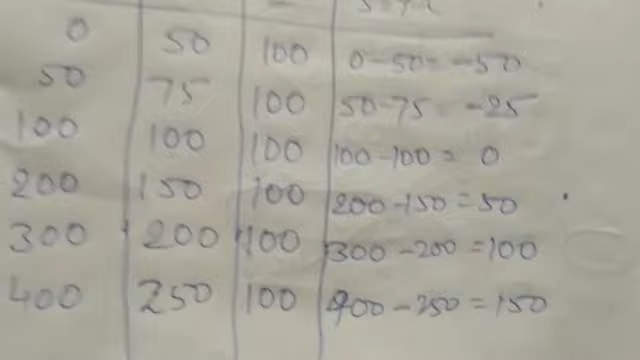 0 50 100 0-50= -50
50 75 100 50-75 -25
100 100 100 100-100= 0
200 150 100 200-150=50
300 200 100 300-200=100
400 250 100 400-250=150